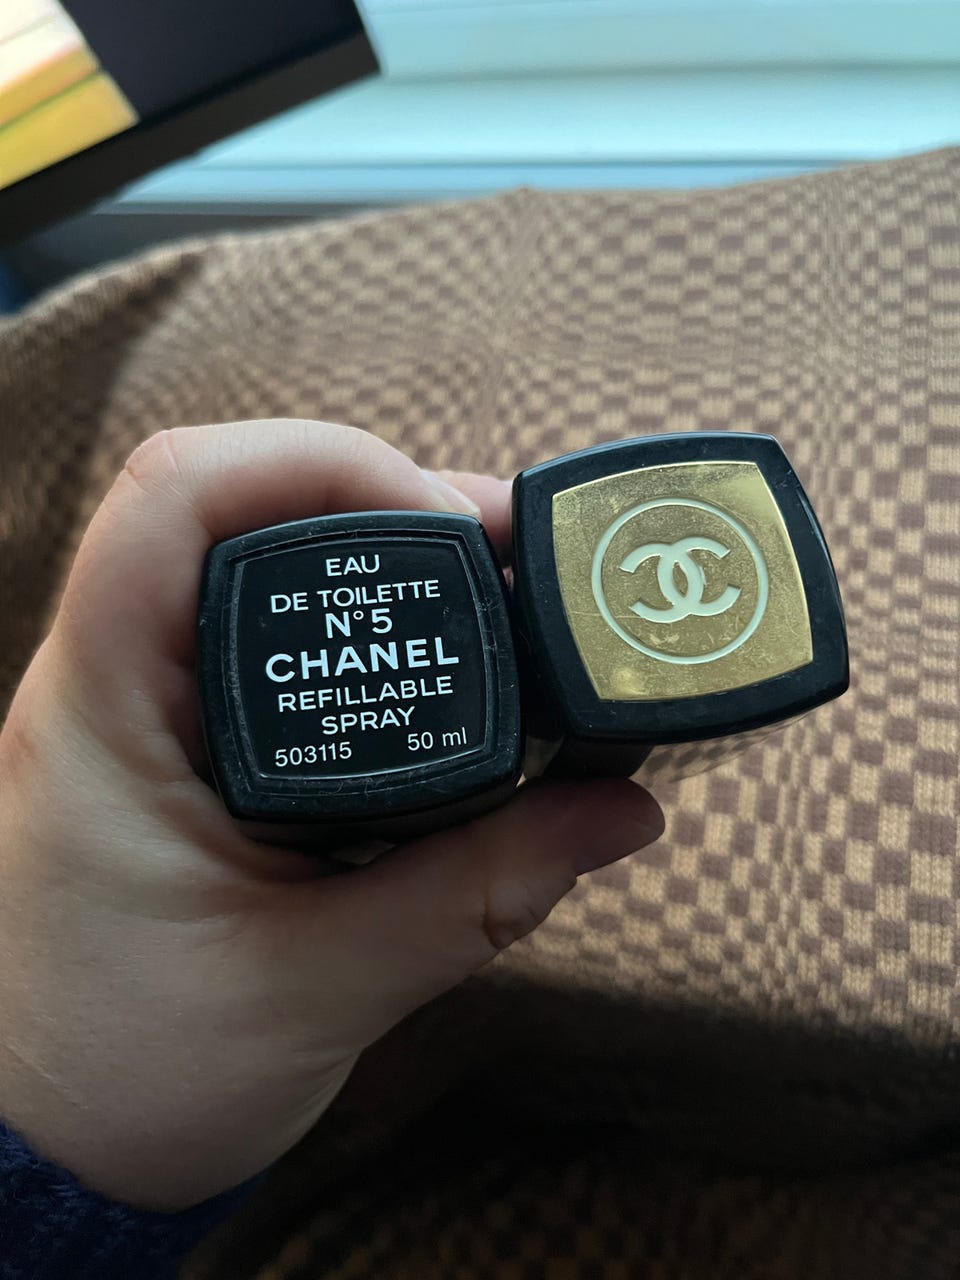 EAU
DE TOILETTE
N°5
CHANEL
REFILLABLE
SPRAY
503115 50 ml